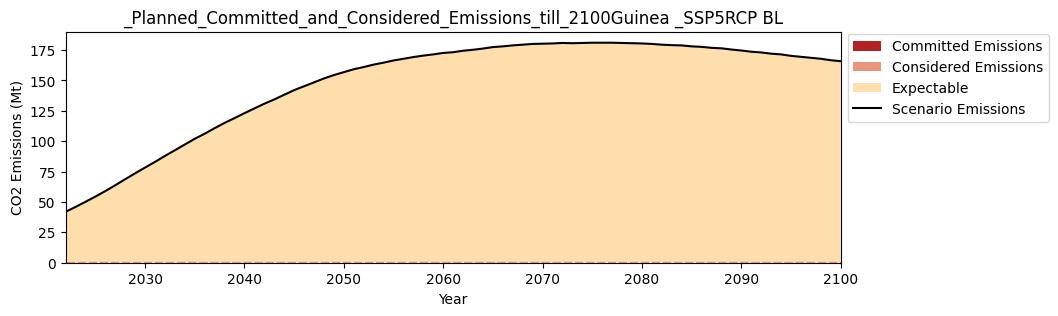 _Planned_Committed_and_Considered_Emissions_till_2100Guinea _SSP5RCP BL
175
150
125
100
75
50
25
0
CO2 Emissions (Mt)
2030
2040
2050
2060
2070
2080
2090
2100
Year
Committed Emissions
Considered Emissions
Expectable
Scenario Emissions